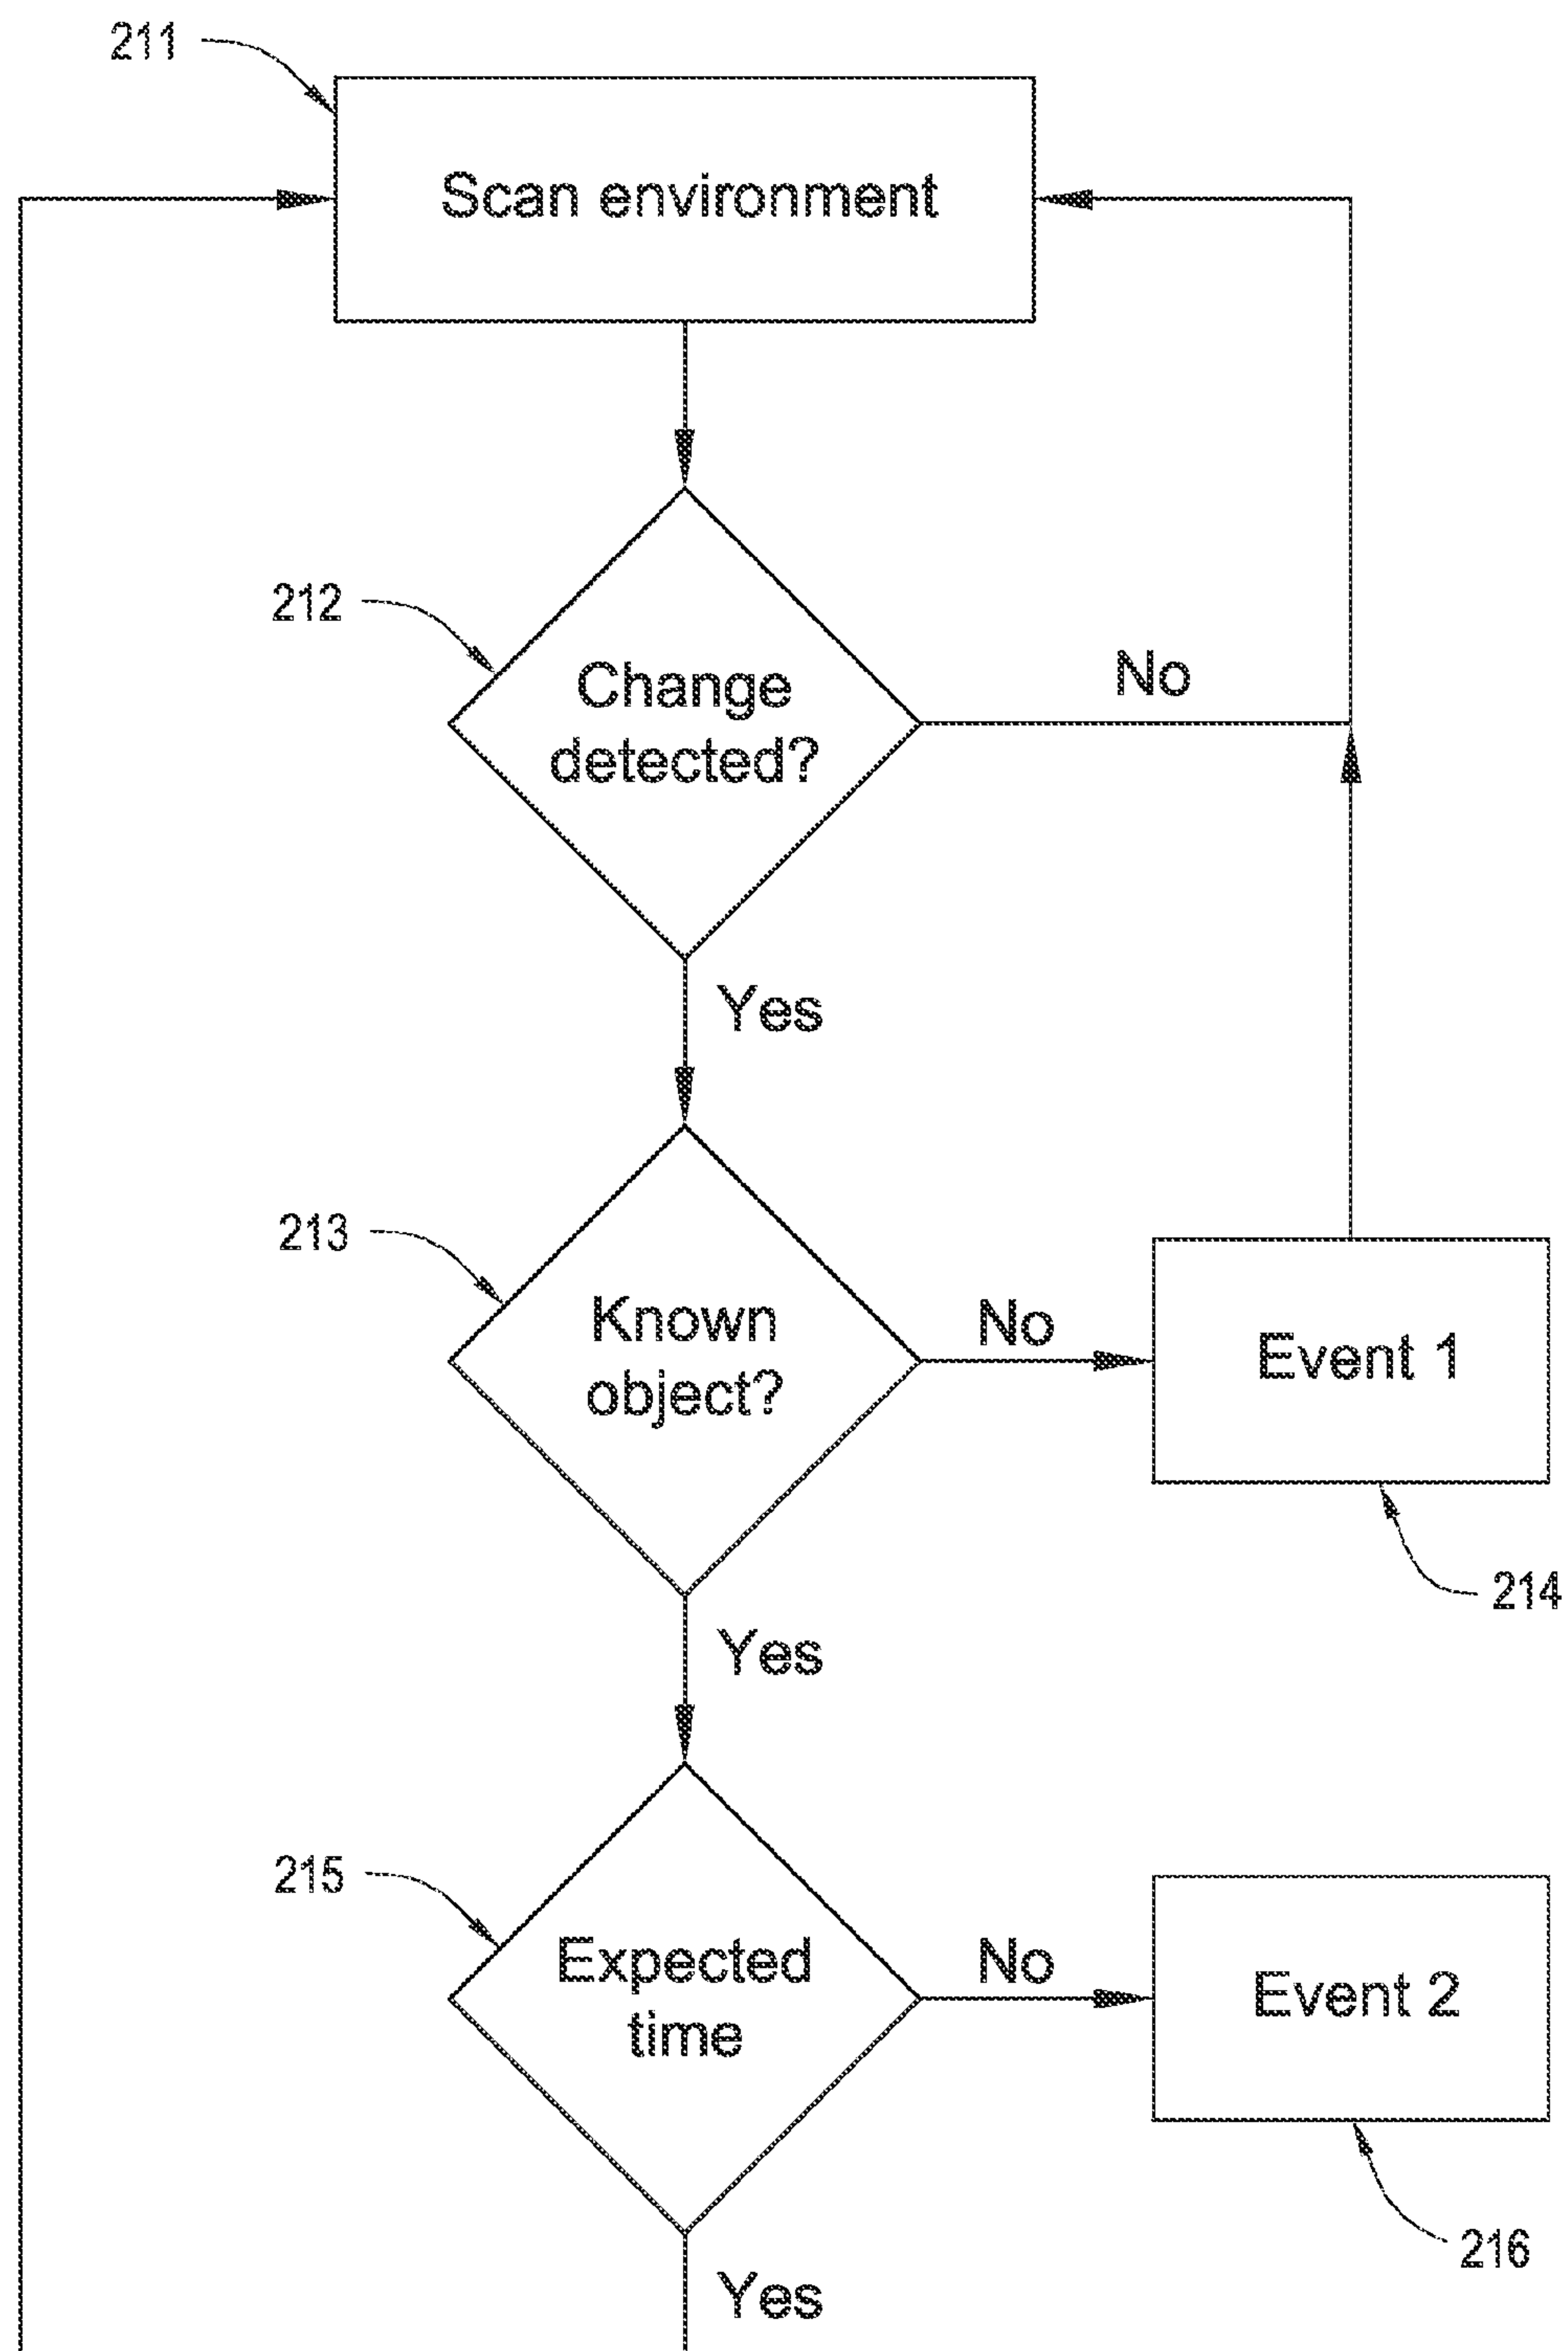 211
Scan environment
212
Change
detected?
No
Yes
213
Known
object?
No
Event 1
214
Yes
215
Expected
time
No
Event 2
216
Yes